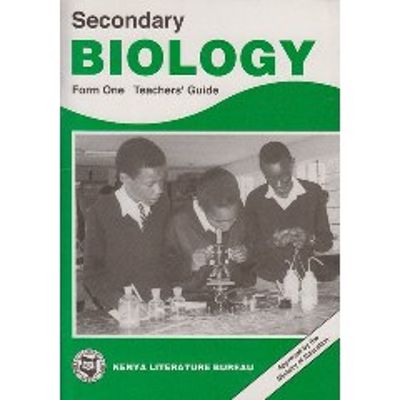 Secondary
BIOLOGY
Form One Teachers' Guide
KENYA LITERATURE BUREAU
Approved by the
Ministry of Education